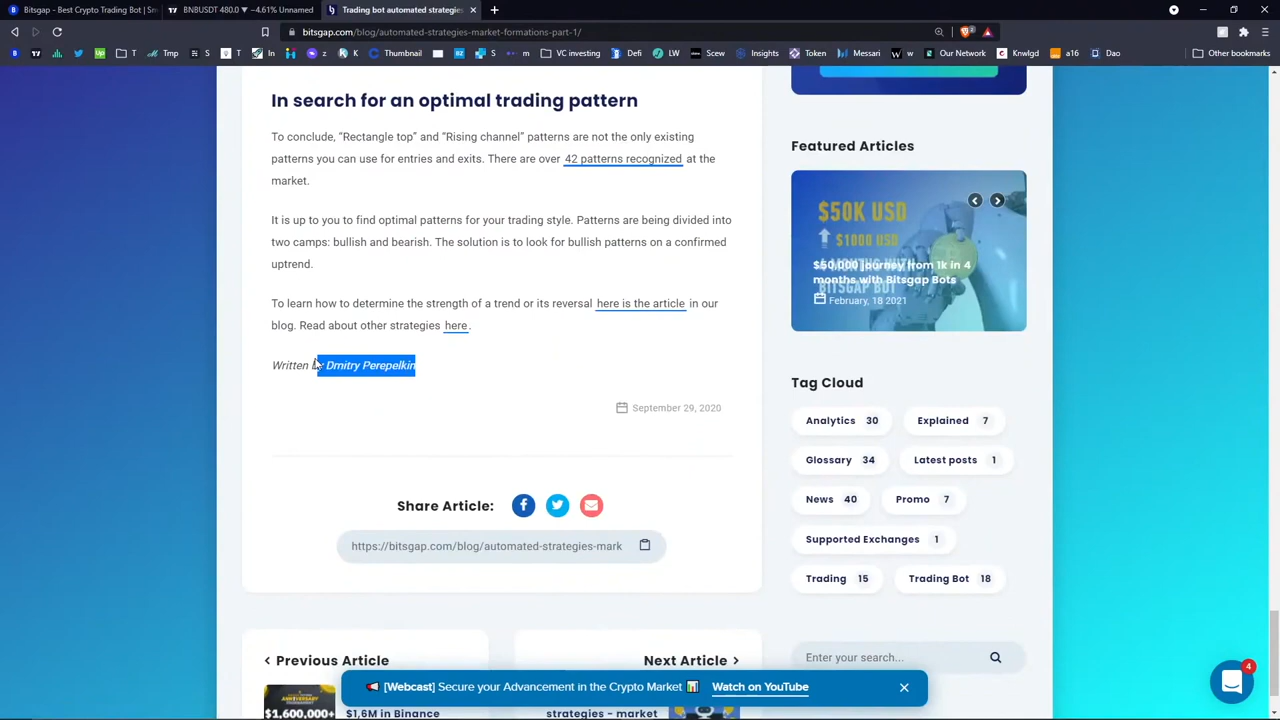 Bitsgap - Best Crypto Trading Bot | Sm
BNBUSDT 480.0 ▼ −4.61% Unnamed
Trading bot automated strategies
bitsgap.com/blog/automated-strategies-market-formations-part-1/
T
Tmp
S
T
In
z
K
Thumbnail
BZ
S
m
VC investing
Defi
LW
Scew
Insights
Token
Messari
w
Our Network
Knwlgd
a16
Dao
Other bookmarks
In search for an optimal trading pattern
To conclude, “Rectangle top” and “Rising channel” patterns are not the only existing
patterns you can use for entries and exits. There are over 42 patterns recognized at the
market.
It is up to you to find optimal patterns for your trading style. Patterns are being divided into
two camps: bullish and bearish. The solution is to look for bullish patterns on a confirmed
uptrend.
To learn how to determine the strength of a trend or its reversal here is the article in our
blog. Read about other strategies here.
Written Dmitry Perepelkin
September 29, 2020
Share Article:
https://bitsgap.com/blog/automated-strategies-mark
< Previous Article
$1,6M in Binance
Next Article >
strategies - market
Featured Articles
$50K USD
$1000 USD
$50,000 journey from 1k in 4
months with Bitsgap Bots
February, 18 2021
Tag Cloud
Analytics 30
Explained 7
Glossary 34
Latest posts 1
News 40
Promo 7
Supported Exchanges 1
Trading 15
Trading Bot 18
Enter your search...
[Webcast] Secure your Advancement in the Crypto Market Watch on YouTube
4
ANNIVERSARY
$1,600,000+